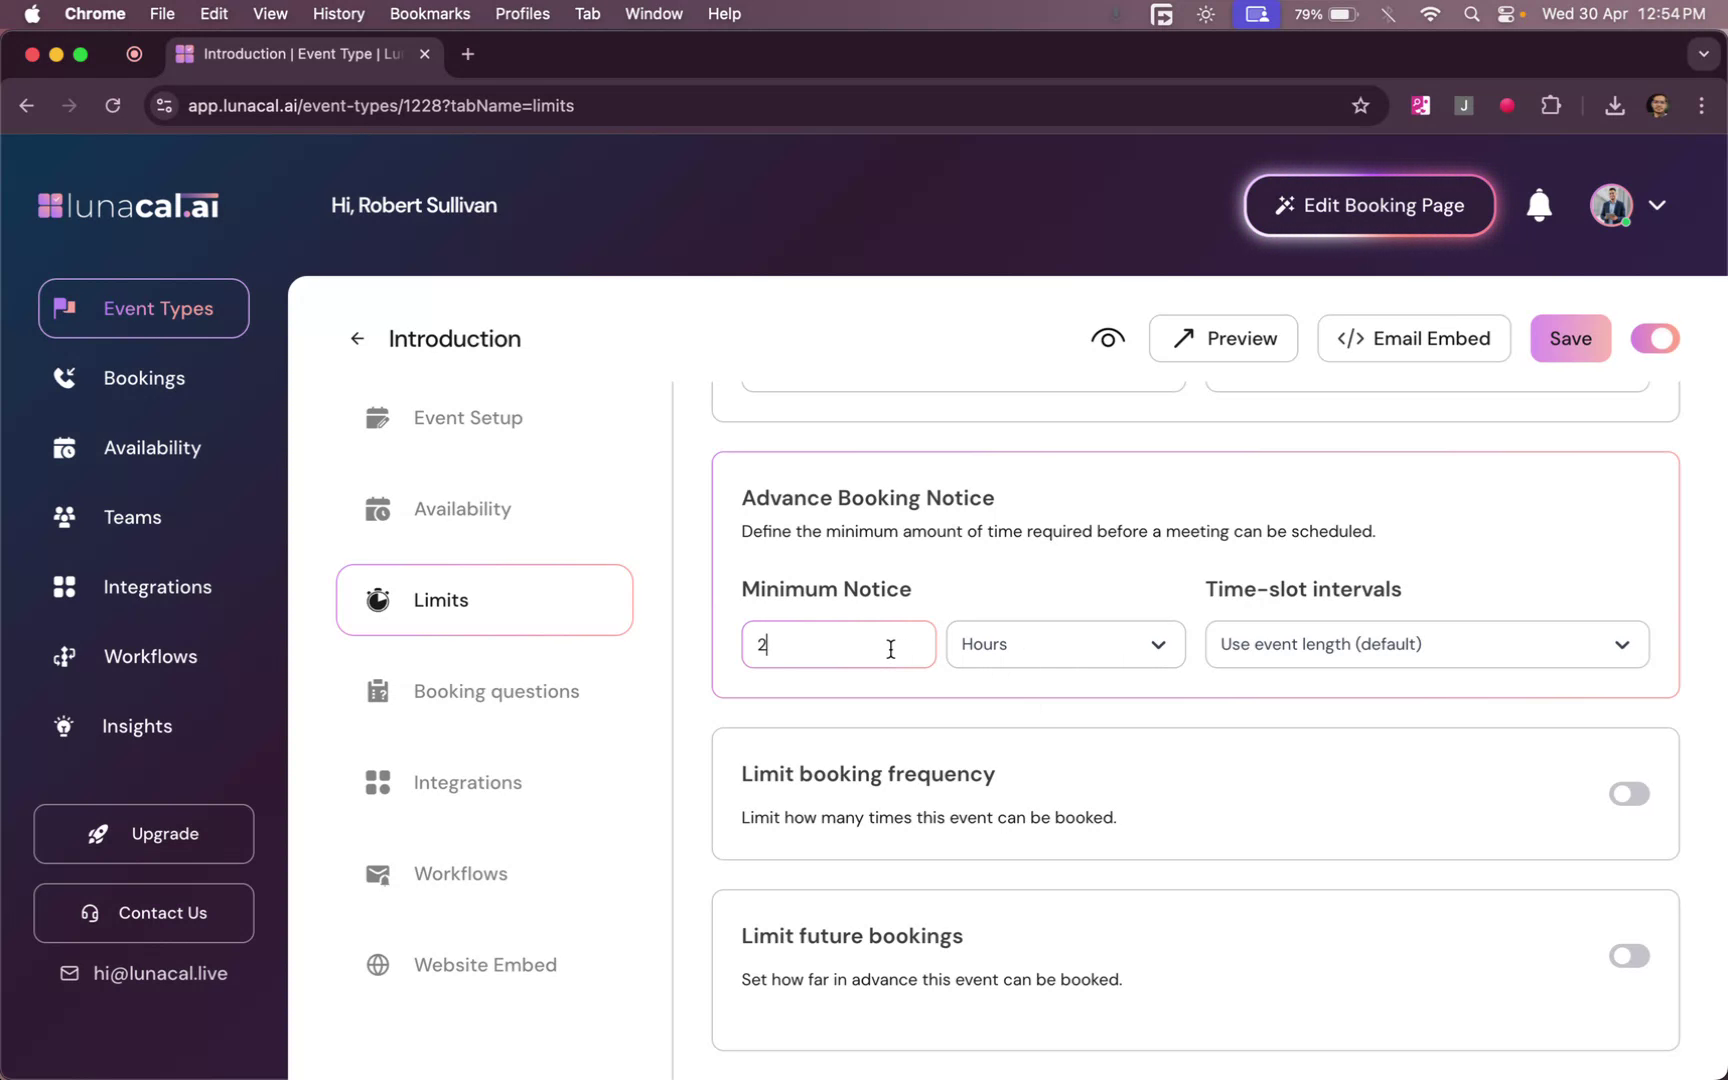 Chrome File Edit View History Bookmarks Profiles Tab Window Help 79% Wed 30 Apr 12:54 PM
Introduction | Event Type | Lu
app.lunacal.ai/event-types/1228?tabName=limits
J
lunacal.ai
Hi, Robert Sullivan
Edit Booking Page
Event Types
Bookings
Availability
Teams
Integrations
Workflows
Insights
Upgrade
Contact Us
hi@lunacal.live
Introduction
Preview
</> Email Embed
Save
Event Setup
Availability
Limits
Booking questions
Integrations
Workflows
Website Embed
Advance Booking Notice
Define the minimum amount of time required before a meeting can be scheduled.
Minimum Notice
Time-slot intervals
2
Hours
Use event length (default)
Limit booking frequency
Limit how many times this event can be booked.
Limit future bookings
Set how far in advance this event can be booked.